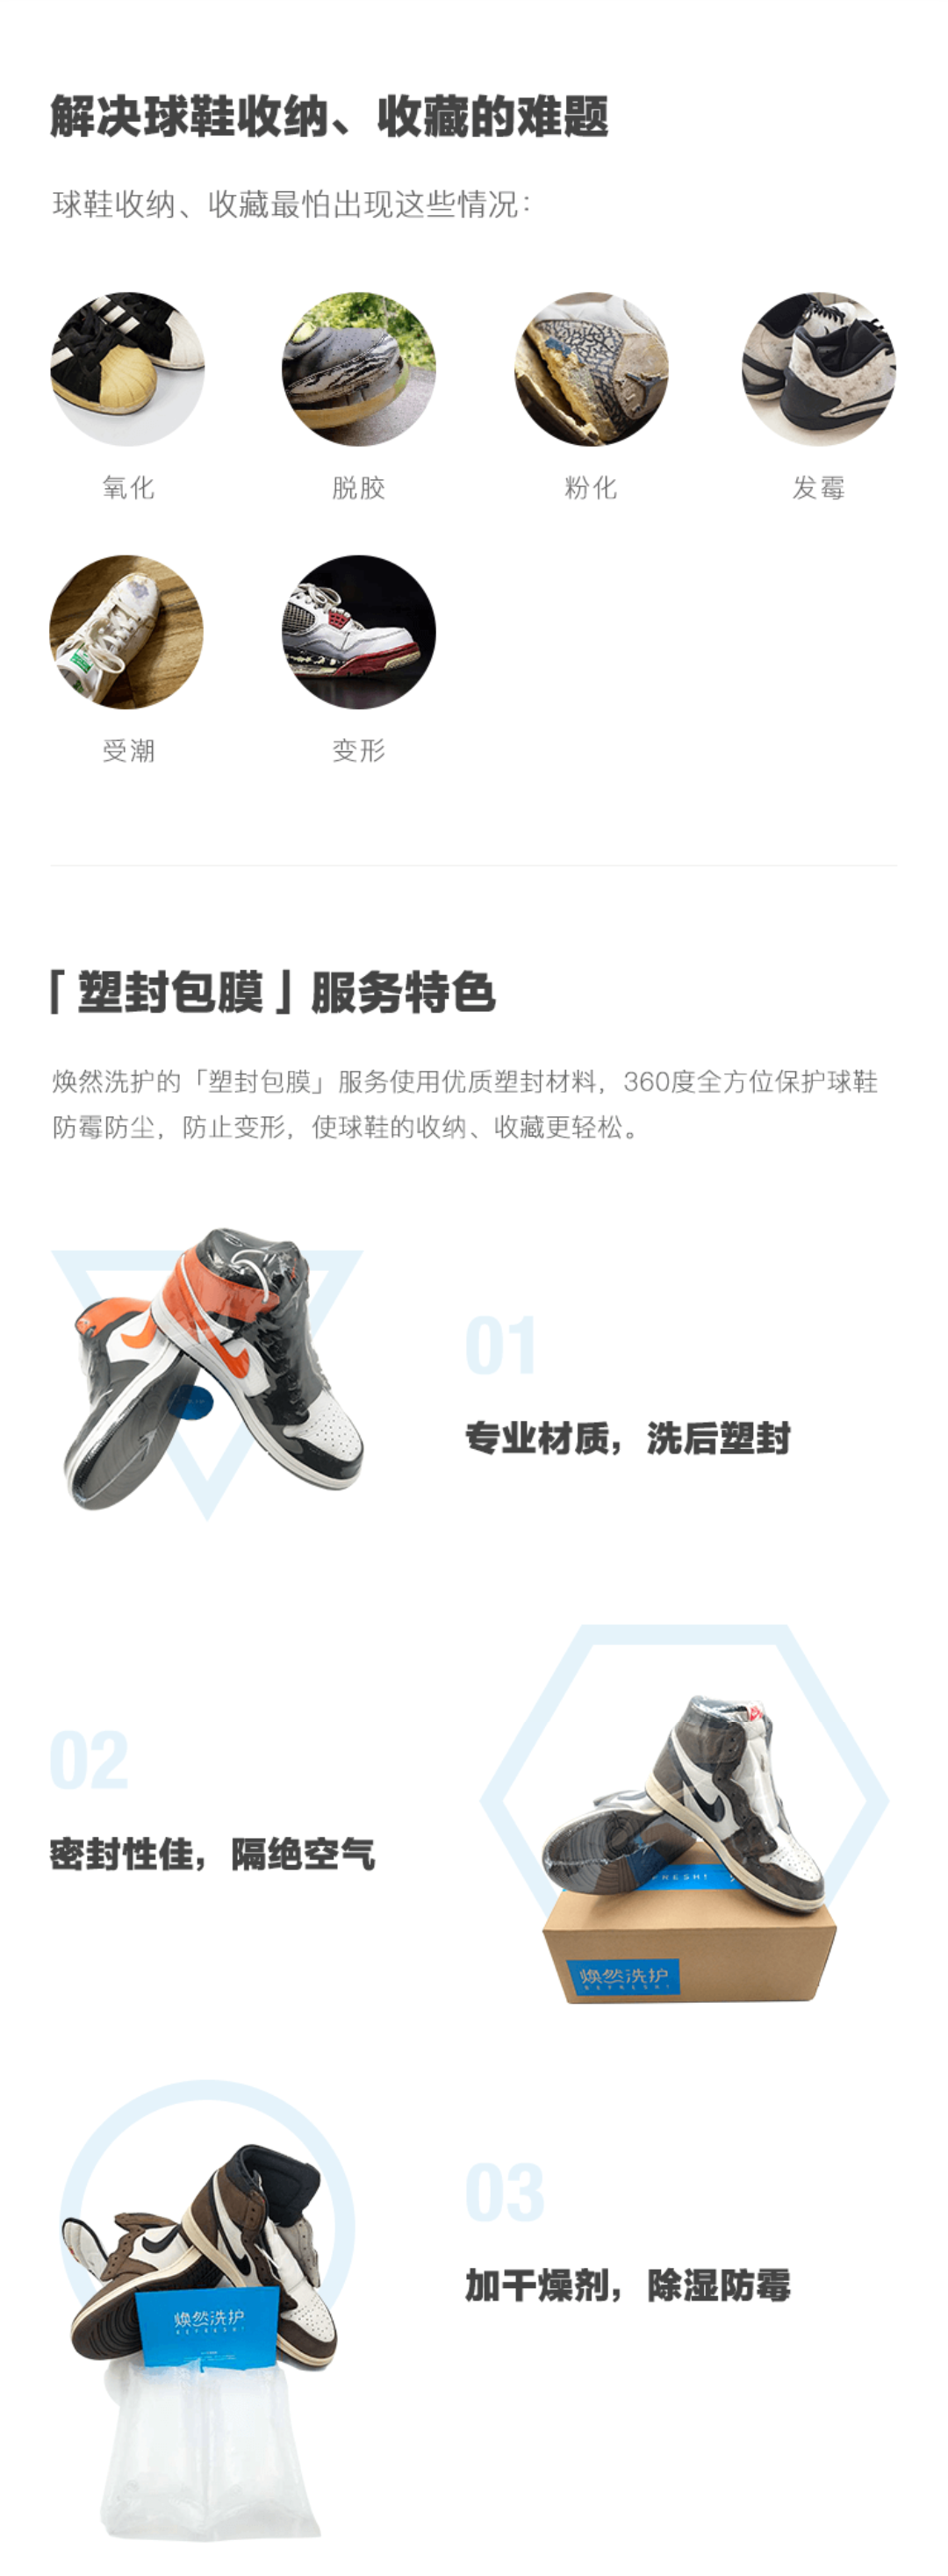 解决球鞋收纳、收藏的难题
球鞋收纳、收藏最怕出现这些情况：
氧化
脱胶
粉化
发霉
受潮
变形
「塑封包膜」服务特色
焕然洗护的「塑封包膜」服务使用优质塑封材料，360度全方位保护球鞋
防霉防尘，防止变形，使球鞋的收纳、收藏更轻松。
01
专业材质，洗后塑封
02
密封性佳，隔绝空气
焕然洗护
REFRESH!
03
加干燥剂，除湿防霉
焕然洗护
REFRESH!